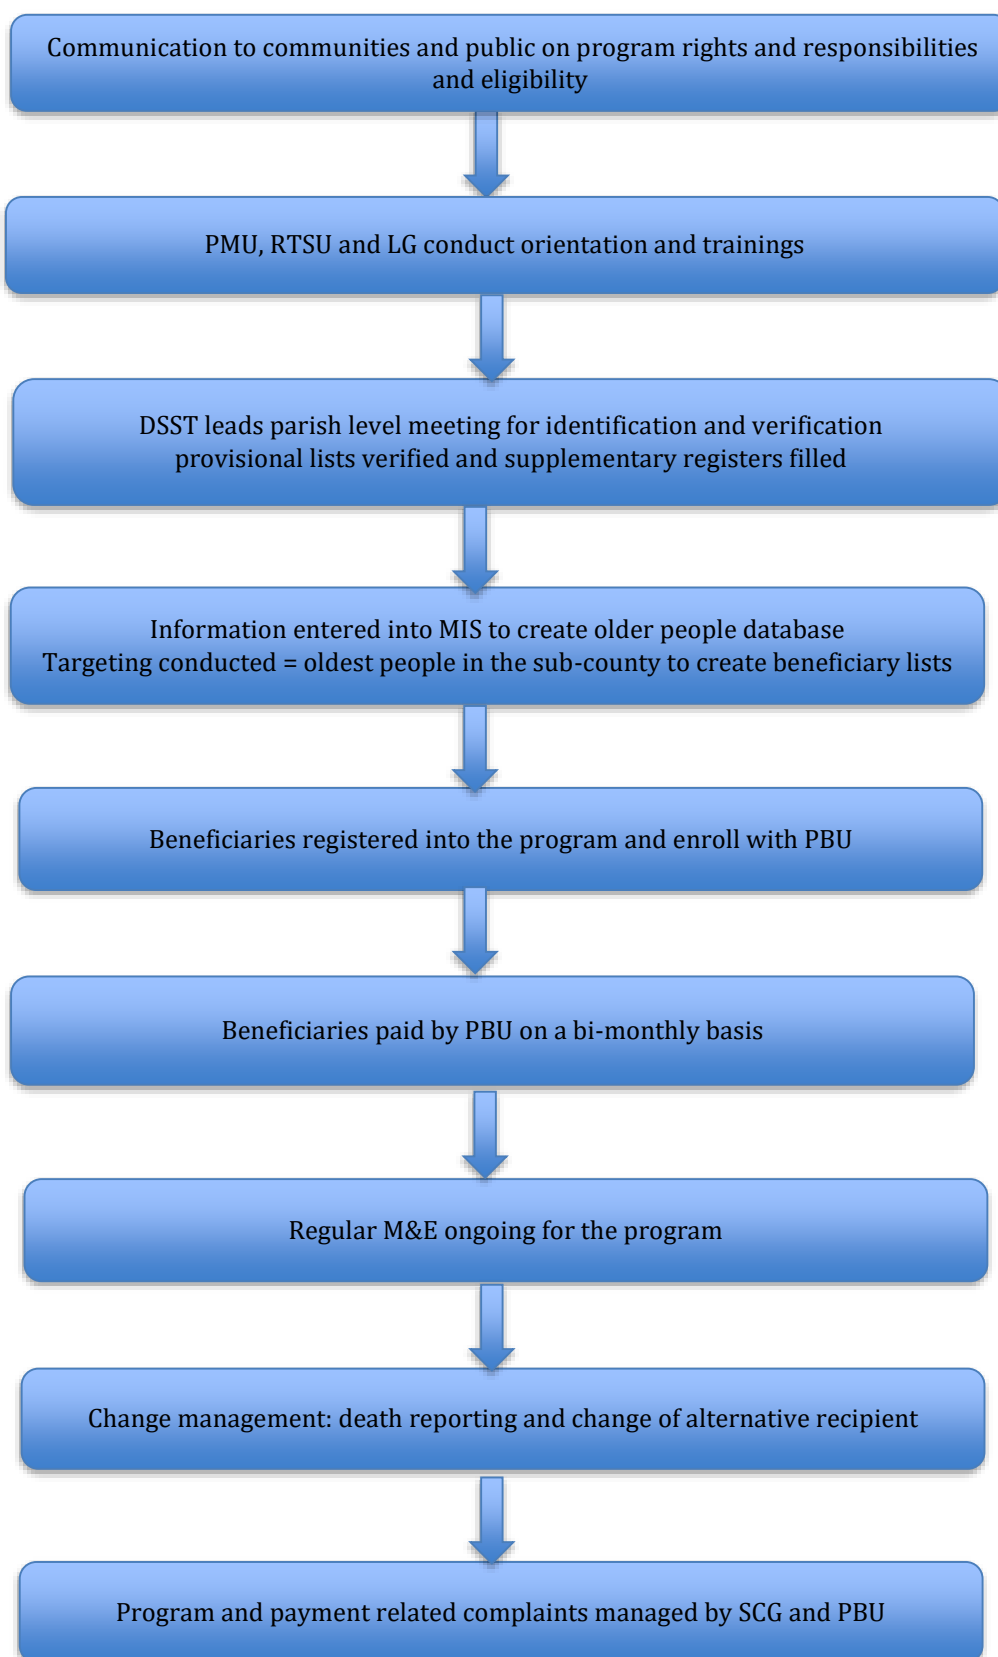 Communication to communities and public on program rights and responsibilities
and eligibility
PMU, RTSU and LG conduct orientation and trainings
DSST leads parish level meeting for identification and verification
provisional lists verified and supplementary registers filled
Information entered into MIS to create older people database
Targeting conducted = oldest people in the sub-county to create beneficiary lists
Beneficiaries registered into the program and enroll with PBU
Beneficiaries paid by PBU on a bi-monthly basis
Regular M&E ongoing for the program
Change management: death reporting and change of alternative recipient
Program and payment related complaints managed by SCG and PBU